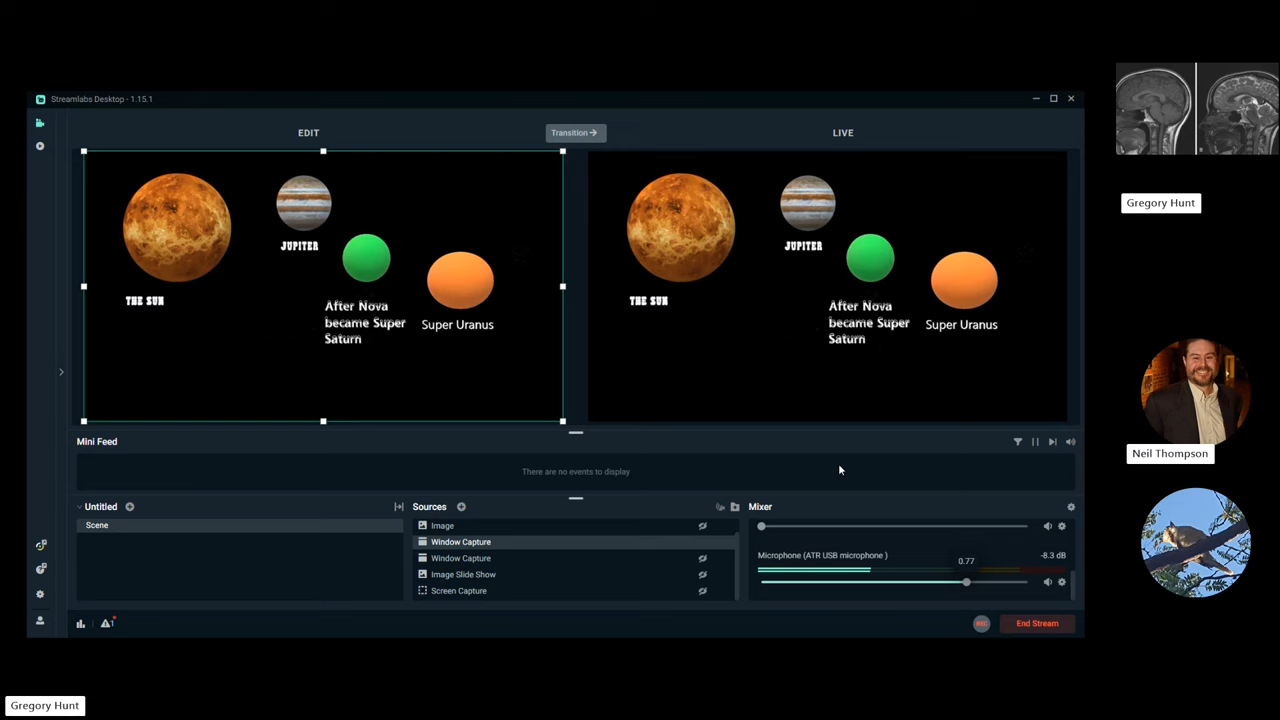 Streamlabs Desktop - 1.15.1
EDIT
Transition
LIVE
JUPITER
THE SUN
After Nova
became Super
Saturn
Super Uranus
JUPITER
THE SUN
After Nova
became Super
Saturn
Super Uranus
Mini Feed
There are no events to display
Untitled
Scene
Sources
Image
Window Capture
Window Capture
Image Slide Show
Screen Capture
Mixer
Microphone (ATR USB microphone ) -8.3 dB
0.77
1
REC
End Stream
Gregory Hunt
Neil Thompson
Gregory Hunt